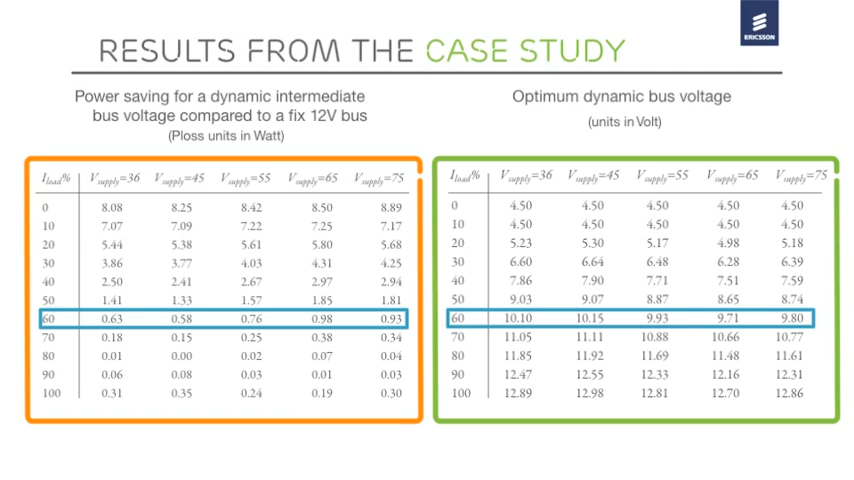 ERICSSON
RESULTS FROM THE CASE STUDY
Power saving for a dynamic intermediate
bus voltage compared to a fix 12V bus
(Ploss units in Watt)
Optimum dynamic bus voltage
(units in Volt)
Iload% Vsupply=36 Vsupply=45 Vsupply=55 Vsupply=65 Vsupply=75
0 8.08 8.25 8.42 8.50 8.89
10 7.07 7.09 7.22 7.25 7.17
20 5.44 5.38 5.61 5.80 5.68
30 3.86 3.77 4.03 4.31 4.25
40 2.50 2.41 2.67 2.97 2.94
50 1.41 1.33 1.57 1.85 1.81
60 0.63 0.58 0.76 0.98 0.93
70 0.18 0.15 0.25 0.38 0.34
80 0.01 0.00 0.02 0.07 0.04
90 0.06 0.08 0.03 0.01 0.03
100 0.31 0.35 0.24 0.19 0.30
Iload% Vsupply=36 Vsupply=45 Vsupply=55 Vsupply=65 Vsupply=75
0 4.50 4.50 4.50 4.50 4.50
10 4.50 4.50 4.50 4.50 4.50
20 5.23 5.30 5.17 4.98 5.18
30 6.60 6.64 6.48 6.28 6.39
40 7.86 7.90 7.71 7.51 7.59
50 9.03 9.07 8.87 8.65 8.74
60 10.10 10.15 9.93 9.71 9.80
70 11.05 11.11 10.88 10.66 10.77
80 11.85 11.92 11.69 11.48 11.61
90 12.47 12.55 12.33 12.16 12.31
100 12.89 12.98 12.81 12.70 12.86